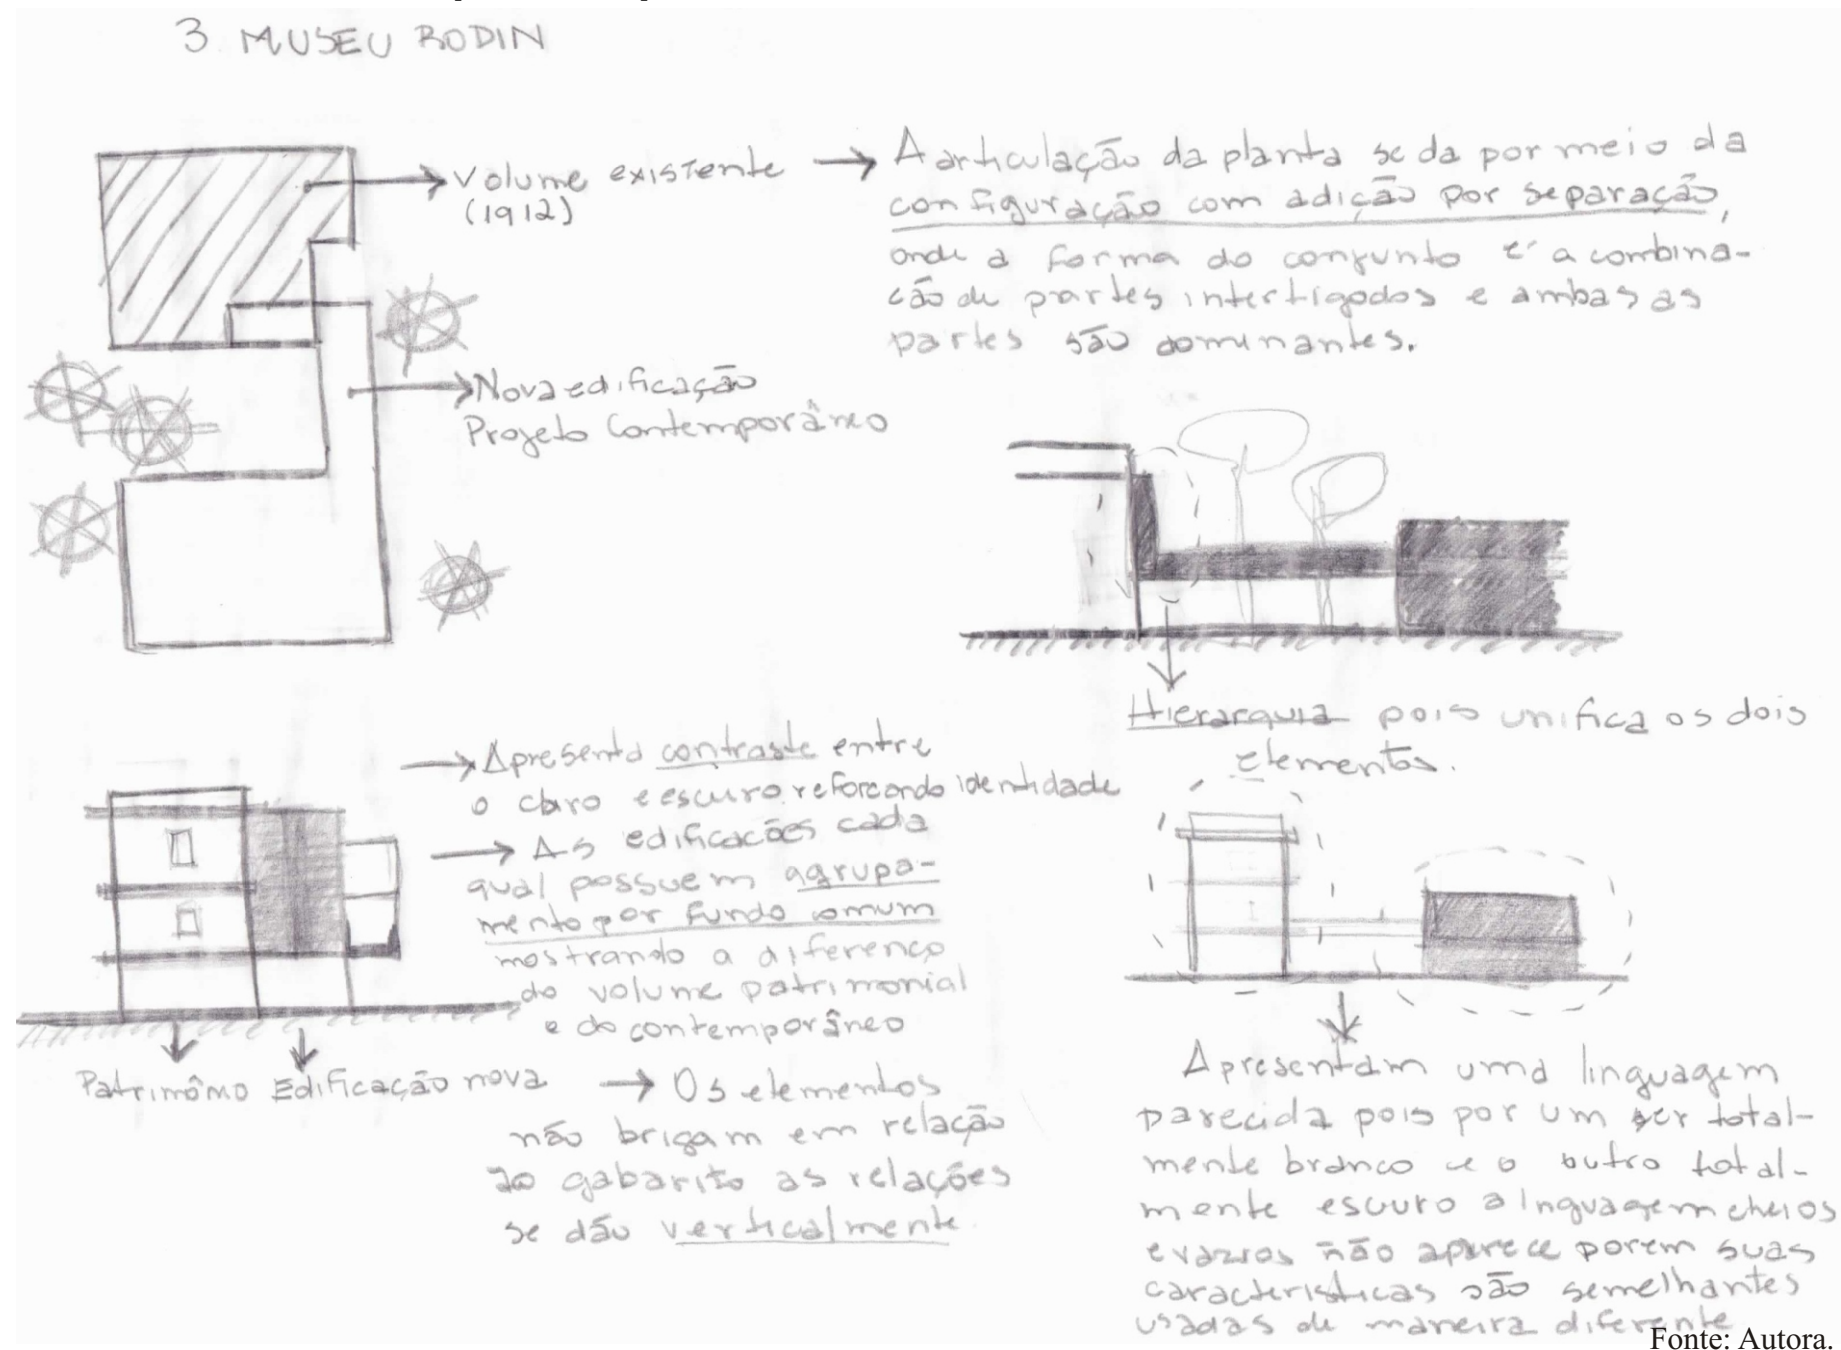 3 MUSEU RODIN
Volume existente
(1912)
A articulação da planta se da por meio da
configuração com adição por separação,
onde a forma do conjunto é a combina-
ção de partes intertigodos e ambas as
partes são dominantes.
Nova edificação
Projeto Contemporâneo
Hierarquia pois unifica os dois
elementos.
Apresenta contraste entre
o claro e escuro reforcando identidade
As edificacões cada
qual possuem agrupa-
mento por fundo comum
mostrando a diferença
do volume patrimonial
e do contemporâneo
Patrimômo Edificação nova
Os elementos
não brigam em relação
ao gabarito as relações
se dão verticalmente
Apresentam uma linguagem
parecida pois por um ser total-
mente branco e o outro total-
mente escuro a linguagem cheios
e vazios não aparece porem suas
caracteristicas são semelhantes
usadas de maneira diferente
Fonte: Autora.